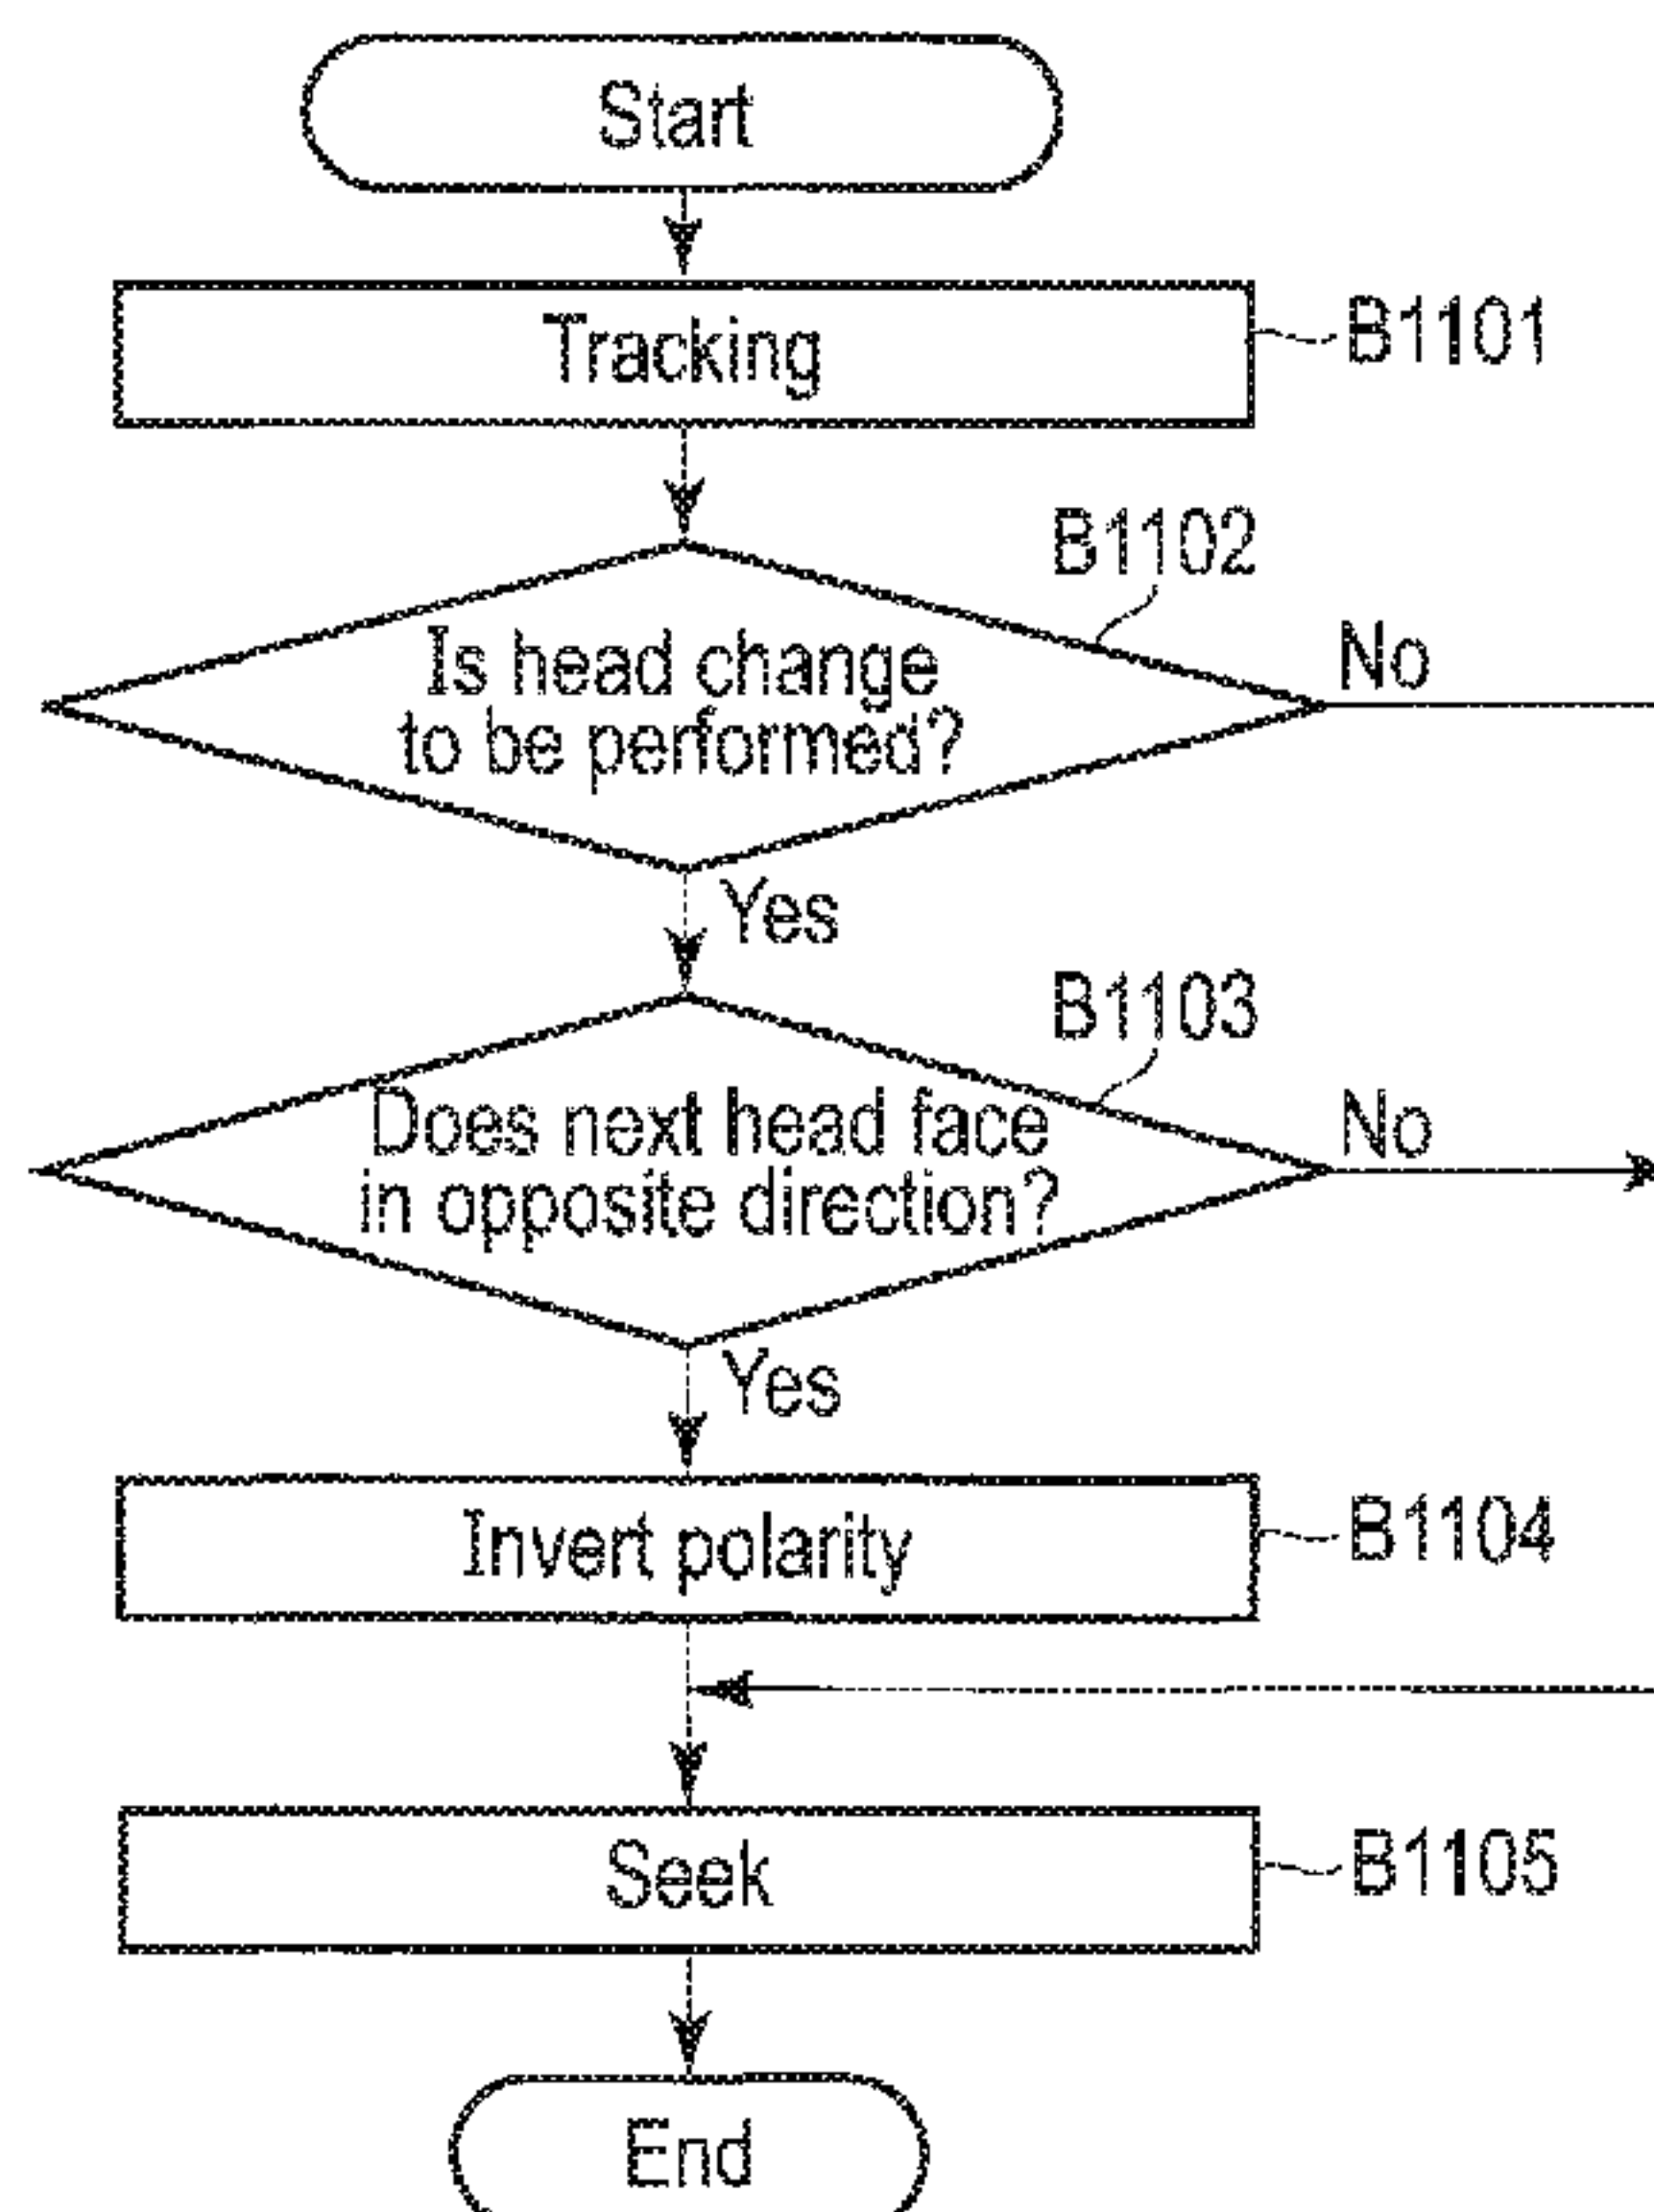 Start
Tracking
B1101
B1102
Is head change
to be performed?
No
Yes
B1103
Does next head face
in opposite direction?
No
Yes
Invert polarity
B1104
Seek
B1105
End